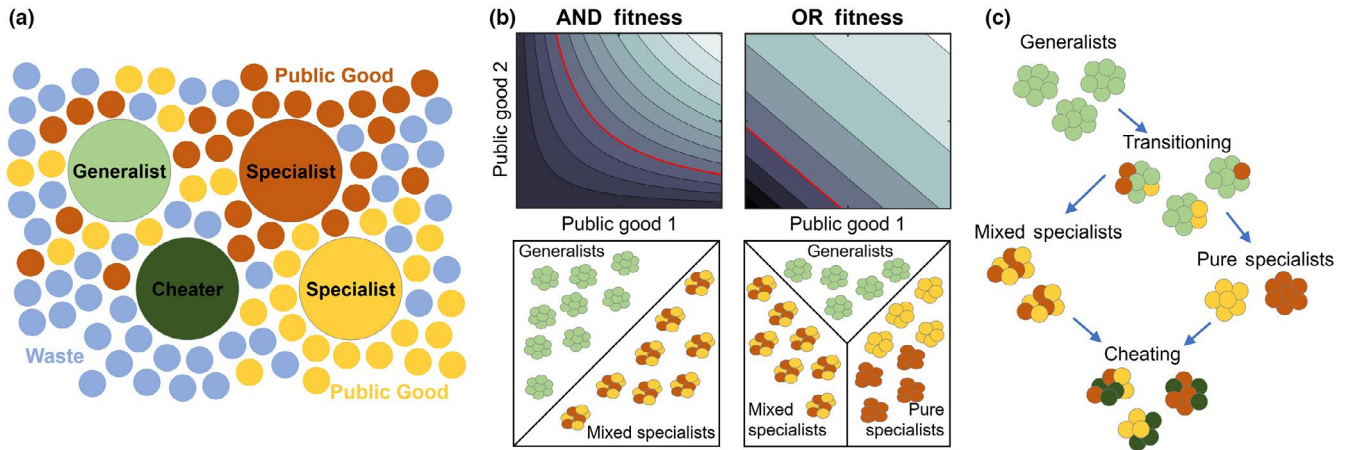 (a)
Public Good
Generalist
Specialist
Cheater
Specialist
Waste
Public Good
(b)
AND fitness
OR fitness
Public good 2
Public good 1
Public good 1
Generalists
Mixed specialists
Generalists
Mixed
specialists
Pure
specialists
(c)
Generalists
Transitioning
Mixed specialists
Pure specialists
Cheating